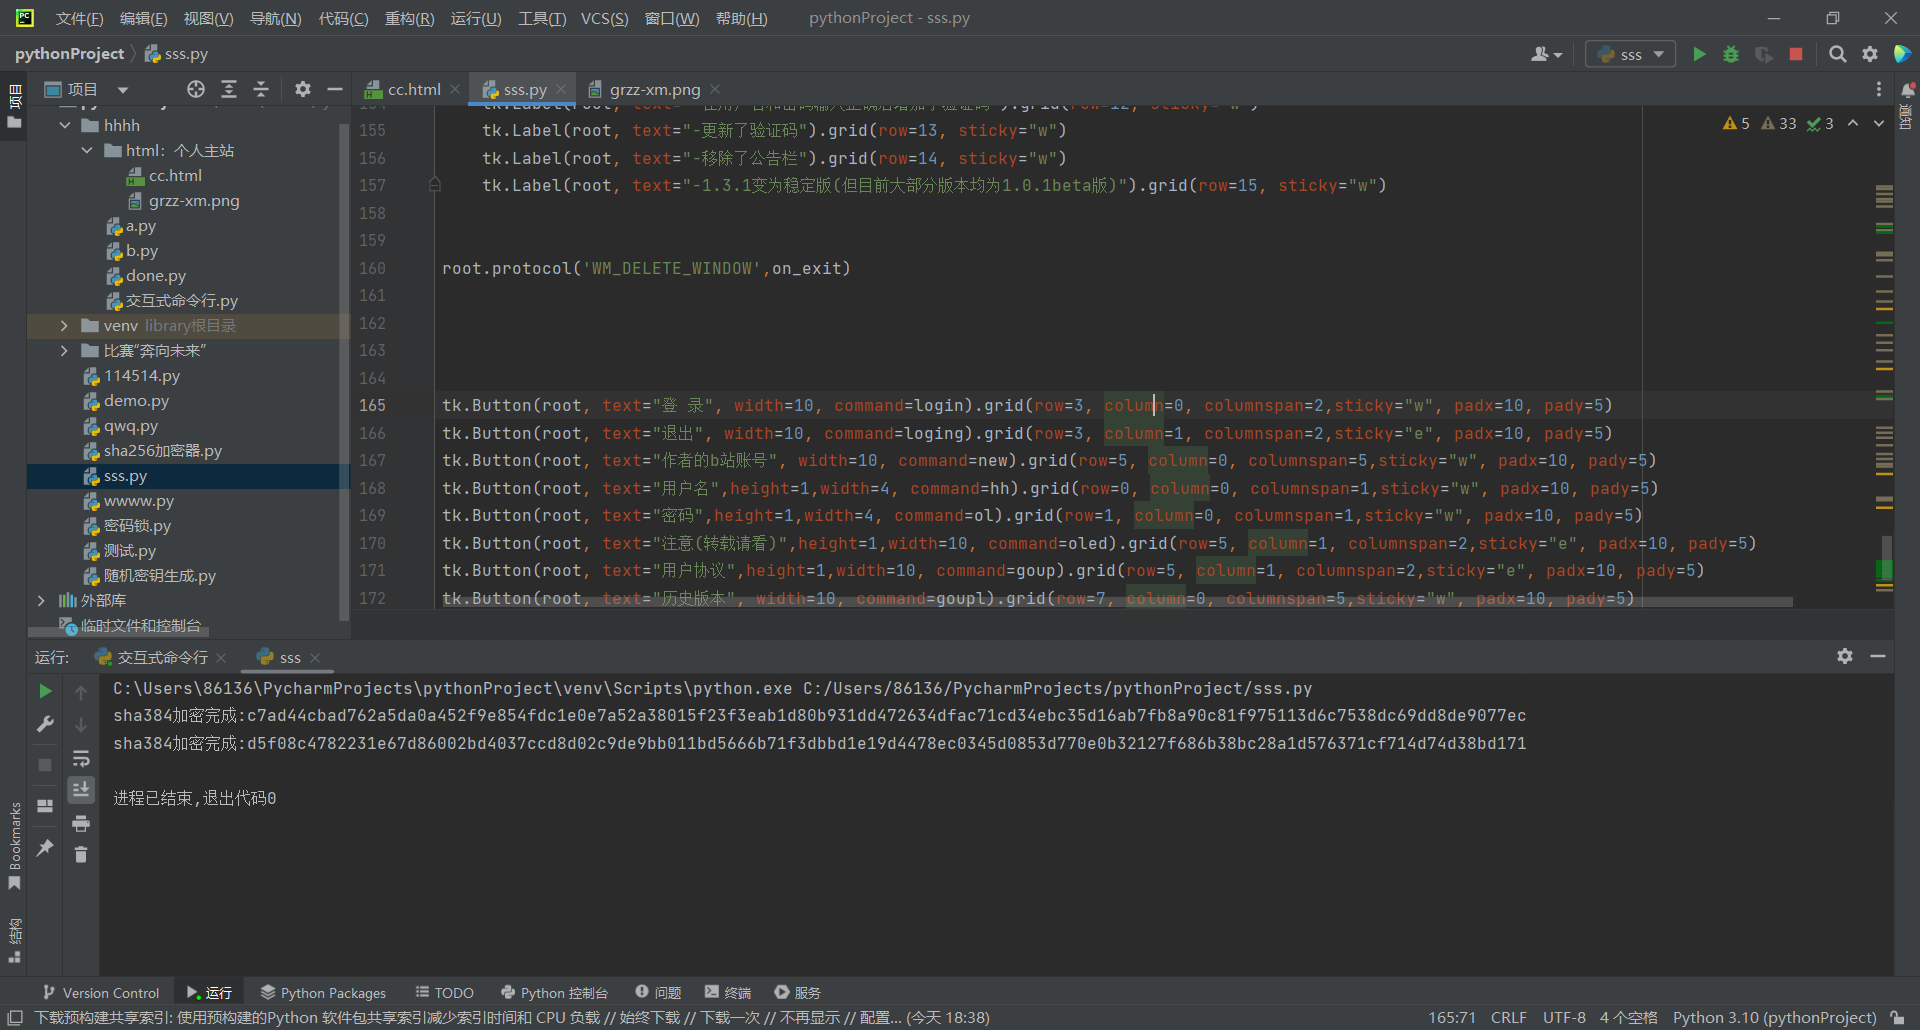 文件(F) 编辑(E) 视图(V) 导航(N) 代码(C) 重构(R) 运行(U) 工具(T) VCS(S) 窗口(W) 帮助(H) pythonProject - sss.py
pythonProject sss.py
sss
项目
项目
cc.html
sss.py
grzz-xm.png
通知
hhhh
html: 个人主站
cc.html
grzz-xm.png
a.py
b.py
done.py
交互式命令行.py
venv library根目录
比赛“奔向未来”
114514.py
demo.py
qwq.py
sha256加密器.py
sss.py
wwww.py
密码锁.py
测试.py
随机密钥生成.py
外部库
临时文件和控制台
5 33 3
155 tk.Label(root, text="-更新了验证码").grid(row=13, sticky="w")
156 tk.Label(root, text="-移除了公告栏").grid(row=14, sticky="w")
157 tk.Label(root, text="-1.3.1变为稳定版(但目前大部分版本均为1.0.1beta版)").grid(row=15, sticky="w")
158
159
160 root.protocol('WM_DELETE_WINDOW',on_exit)
161
162
163
164
165 tk.Button(root, text="登 录", width=10, command=login).grid(row=3, column=0, columnspan=2,sticky="w", padx=10, pady=5)
166 tk.Button(root, text="退出", width=10, command=loging).grid(row=3, column=1, columnspan=2,sticky="e", padx=10, pady=5)
167 tk.Button(root, text="作者的b站账号", width=10, command=new).grid(row=5, column=0, columnspan=5,sticky="w", padx=10, pady=5)
168 tk.Button(root, text="用户名",height=1,width=4, command=hh).grid(row=0, column=0, columnspan=1,sticky="w", padx=10, pady=5)
169 tk.Button(root, text="密码",height=1,width=4, command=ol).grid(row=1, column=0, columnspan=1,sticky="w", padx=10, pady=5)
170 tk.Button(root, text="注意(转载请看)",height=1,width=10, command=oled).grid(row=5, column=1, columnspan=2,sticky="e", padx=10, pady=5)
171 tk.Button(root, text="用户协议",height=1,width=10, command=goup).grid(row=5, column=1, columnspan=2,sticky="e", padx=10, pady=5)
172 tk.Button(root, text="历史版本", width=10, command=goupl).grid(row=7, column=0, columnspan=5,sticky="w", padx=10, pady=5)
运行: 交互式命令行 sss
C:\Users\86136\PycharmProjects\pythonProject\venv\Scripts\python.exe C:/Users/86136/PycharmProjects/pythonProject/sss.py
sha384加密完成:c7ad44cbad762a5da0a452f9e854fdc1e0e7a52a38015f23f3eab1d80b931dd472634dfac71cd34ebc35d16ab7fb8a90c81f975113d6c7538dc69dd8de9077ec
sha384加密完成:d5f08c4782231e67d86002bd4037ccd8d02c9de9bb011bd5666b71f3dbbd1e19d4478ec0345d0853d770e0b32127f686b38bc28a1d576371cf714d74d38bd171
进程已结束,退出代码0
Bookmarks
结构
Version Control 运行 Python Packages TODO Python 控制台 问题 终端 服务
下载预构建共享索引: 使用预构建的Python 软件包共享索引减少索引时间和 CPU 负载 // 始终下载 // 下载一次 // 不再显示 // 配置... (今天 18:38) 165:71 CRLF UTF-8 4 个空格 Python 3.10 (pythonProject)